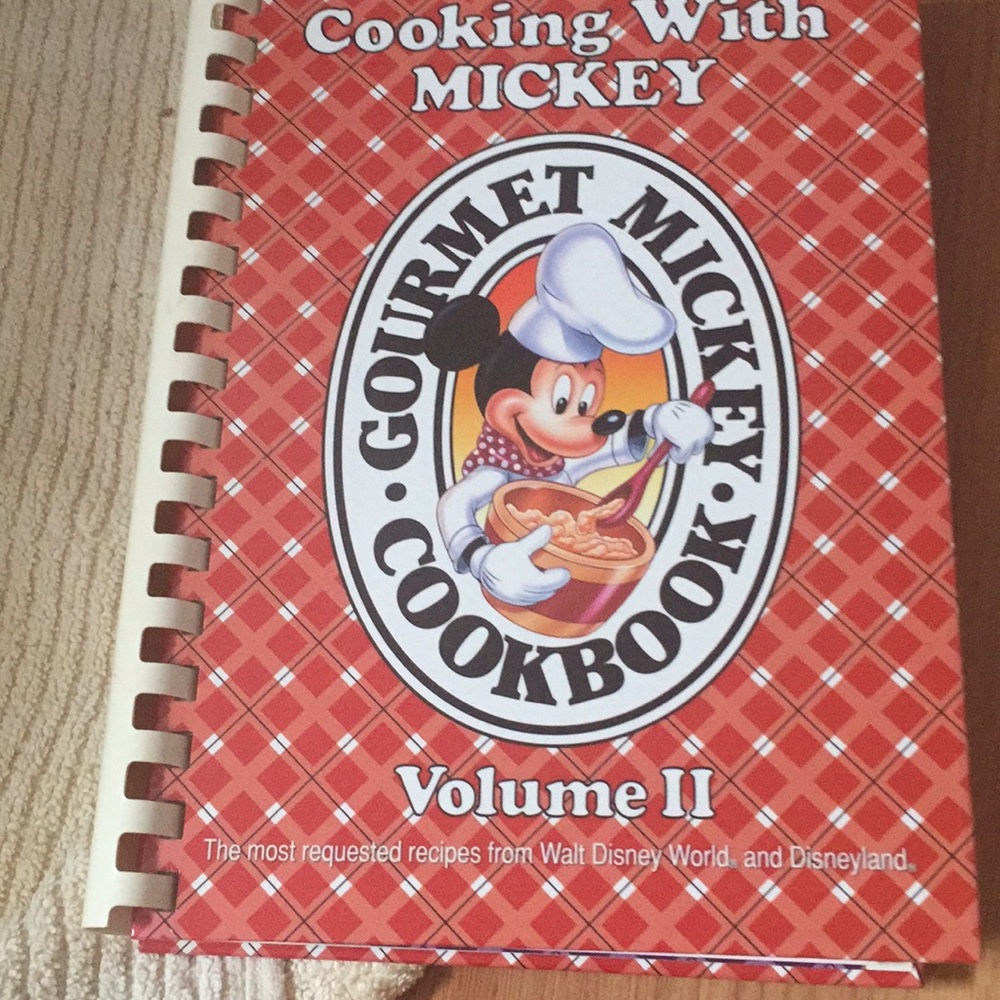 Cooking With
MICKEY
GOURMET MICKEY
· COOKBOOK ·
Volume II
The most requested recipes from Walt Disney World® and Disneyland®